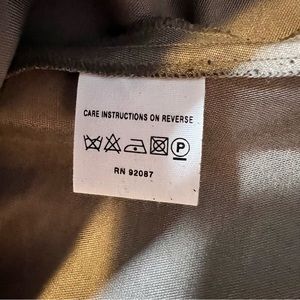 CARE INSTRUCTIONS ON REVERSE
P
RN 92087